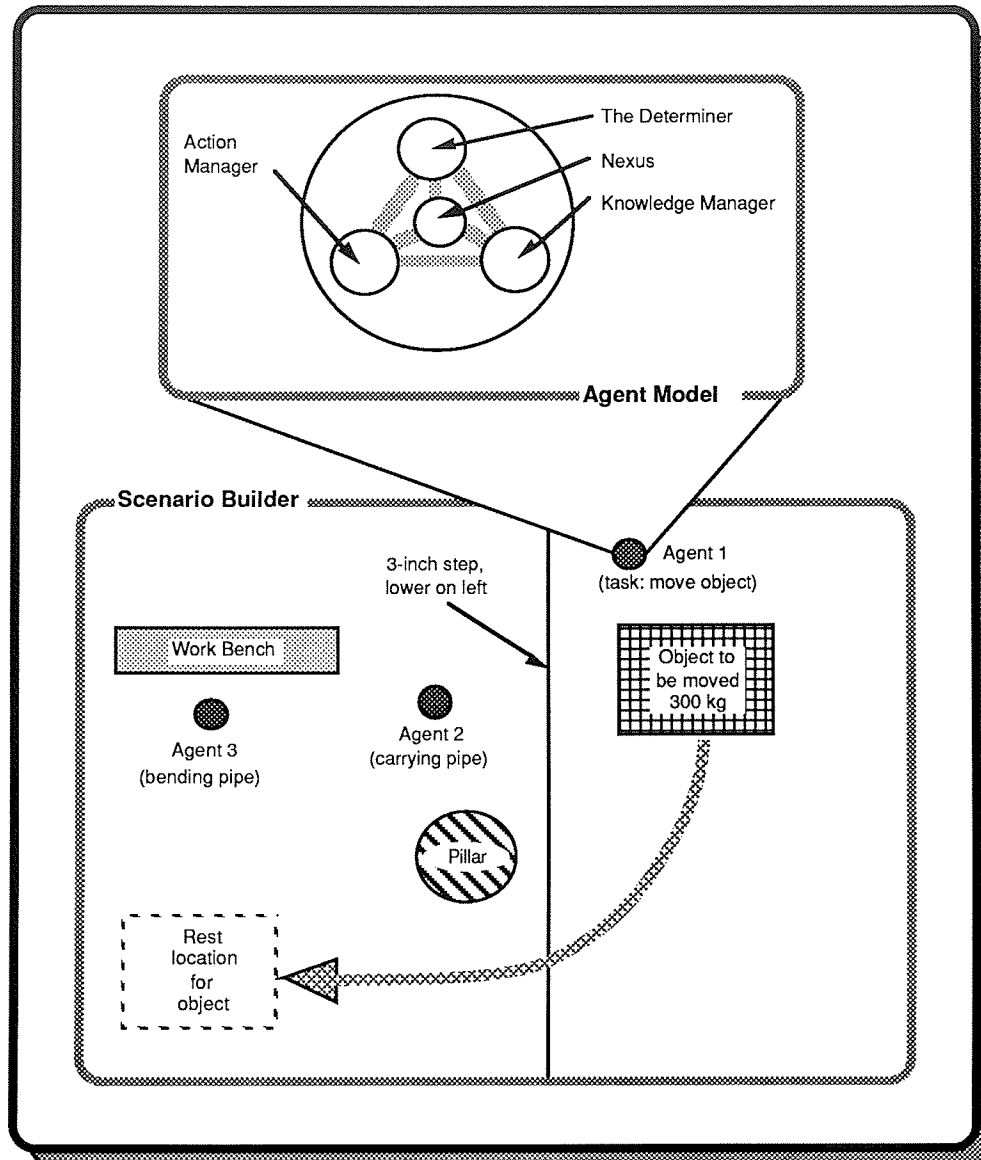 Action
Manager
The Determiner
Nexus
Knowledge Manager
Agent Model
Scenario Builder
3-inch step,
lower on left
Agent 1
(task: move object)
Work Bench
Object to
be moved
300 kg
Agent 3
(bending pipe)
Agent 2
(carrying pipe)
Pillar
Rest
location
for
object